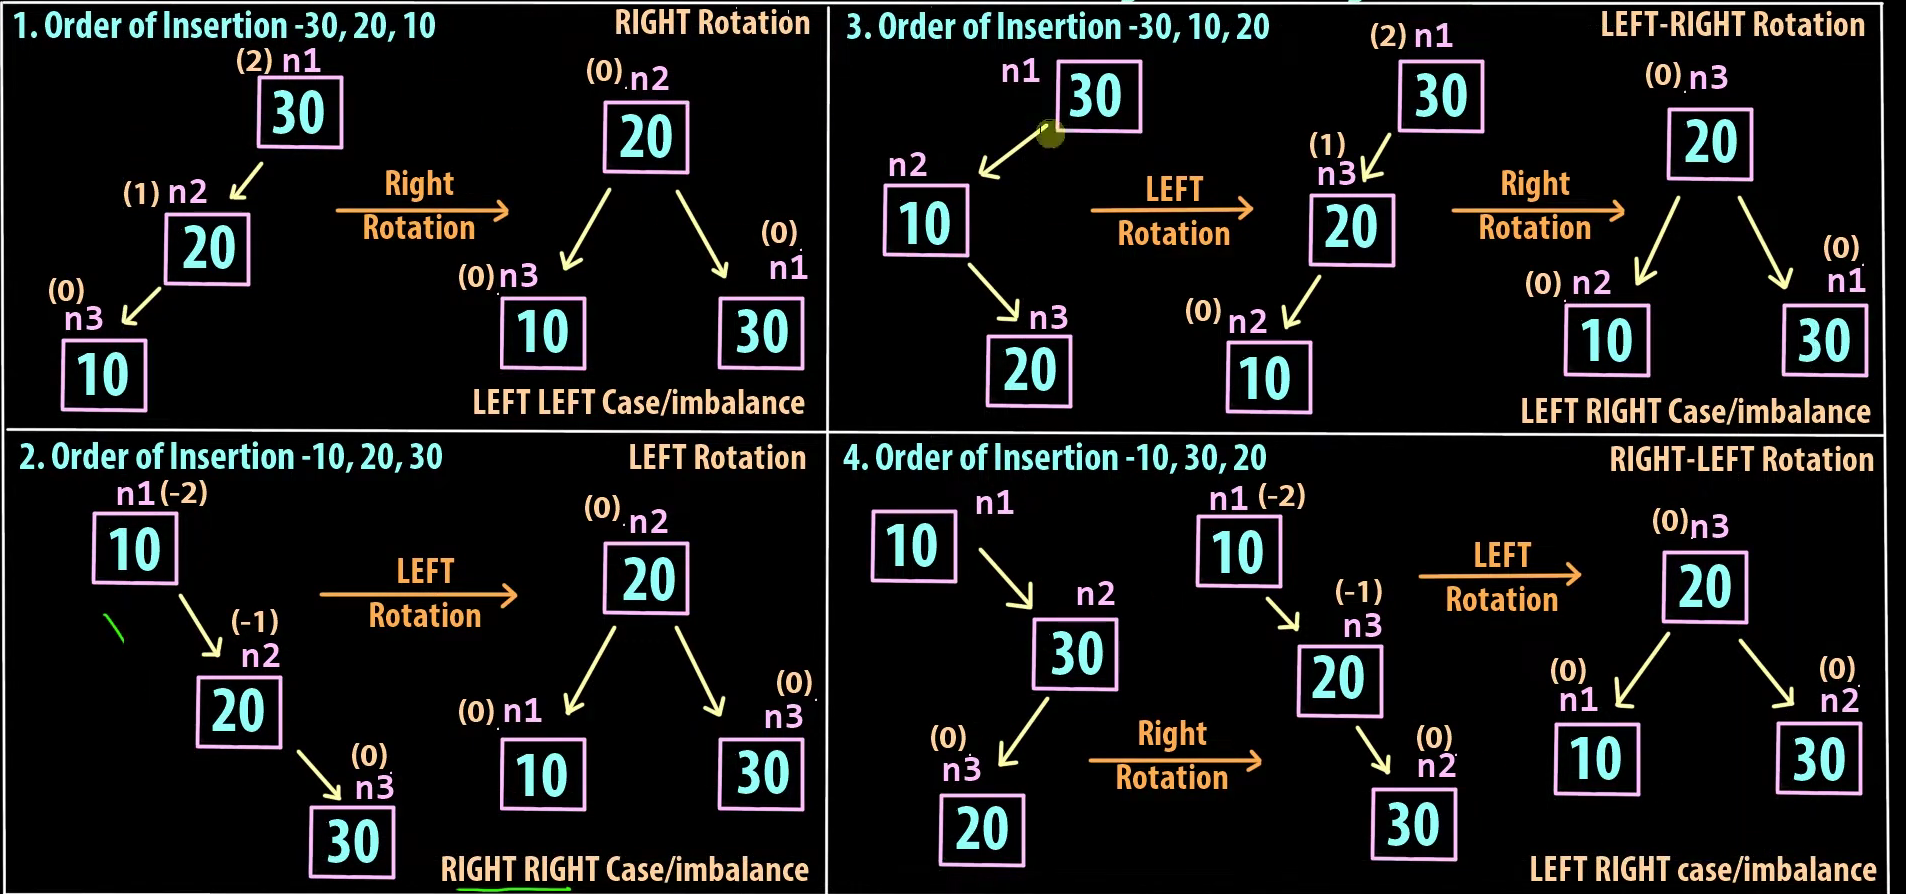 1. Order of Insertion -30, 20, 10
RIGHT Rotation
(2) n1
30
(1) n2
20
(0)
n3
10
Right
Rotation
(0) n2
20
(0) n3
10
(0)
n1
30
LEFT LEFT Case/imbalance
3. Order of Insertion -30, 10, 20
LEFT-RIGHT Rotation
n1
30
n2
10
n3
20
LEFT
Rotation
(2) n1
30
(1)
n3
20
(0) n2
10
Right
Rotation
(0) n3
20
(0) n2
10
(0)
n1
30
LEFT RIGHT Case/imbalance
2. Order of Insertion -10, 20, 30
LEFT Rotation
n1 (-2)
10
(-1)
n2
20
(0)
n3
30
LEFT
Rotation
(0) n2
20
(0) n1
10
(0)
n3
30
RIGHT RIGHT Case/imbalance
4. Order of Insertion -10, 30, 20
RIGHT-LEFT Rotation
n1
10
n2
30
(0)
n3
20
Right
Rotation
n1 (-2)
10
(-1)
n3
20
(0)
n2
30
LEFT
Rotation
(0) n3
20
(0)
n1
10
(0)
n2
30
LEFT RIGHT case/imbalance